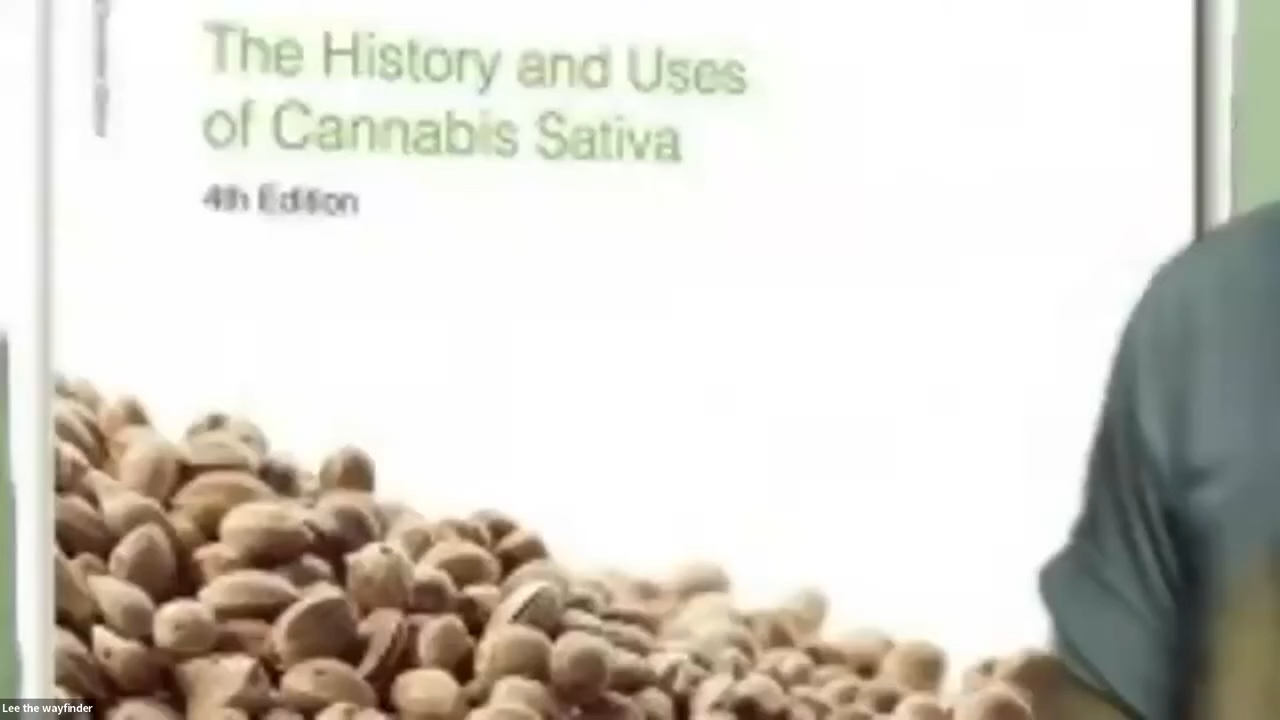 The History and Uses
of Cannabis Sativa
4th Edition
Lee the wayfinder